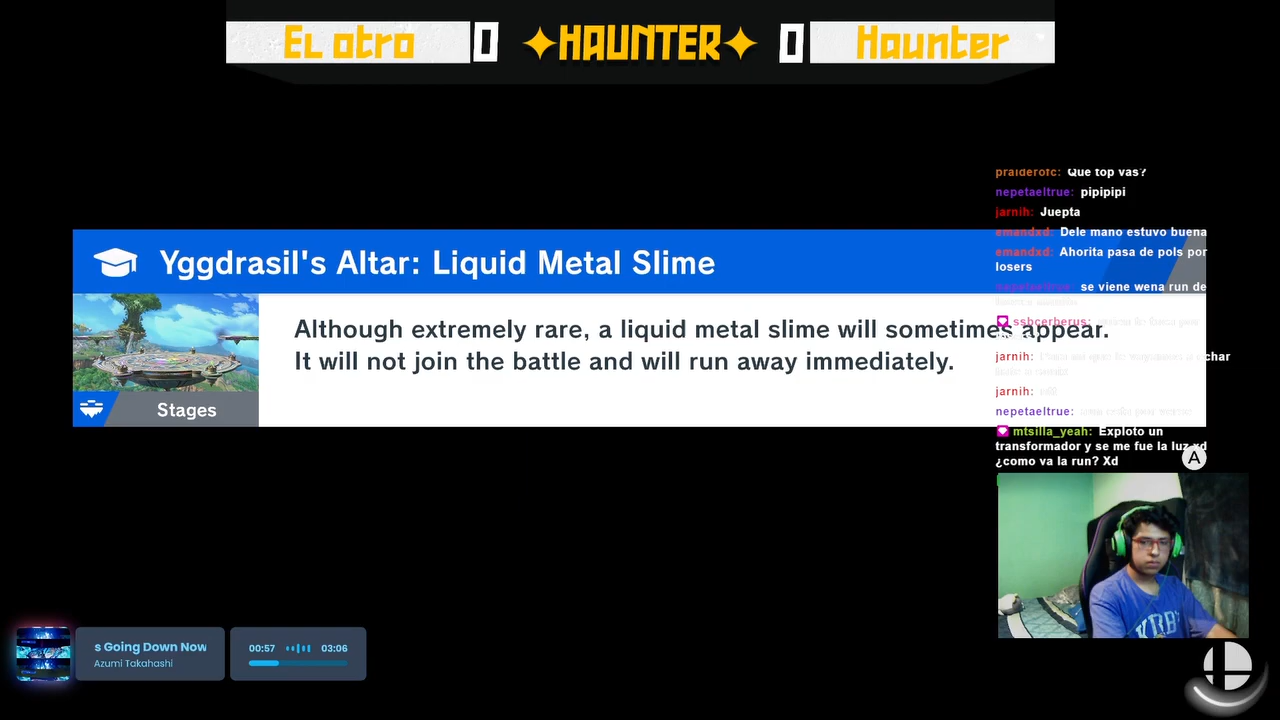 El otro 0 HAUNTER 0 Haunter
praiderofc: Que top vas?
nepetaeltrue: pipipipi
jarnih: Juepta
emandxd: Dele mano estuvo buena
emandxd: Ahorita pasa de pols por
losers
nepetaeltrue: se viene wena run de
Yggdrasil's Altar: Liquid Metal Slime
Although extremely rare, a liquid metal slime will sometimes appear.
It will not join the battle and will run away immediately.
Stages
ssbcerberus:
jarnih:
jarnih:
nepetaeltrue:
mtsilla_yeah: Exploto un
transformador y se me fue la luz xd
¿como va la run? Xd
A
s Going Down Now
Azumi Takahashi
00:57 03:06